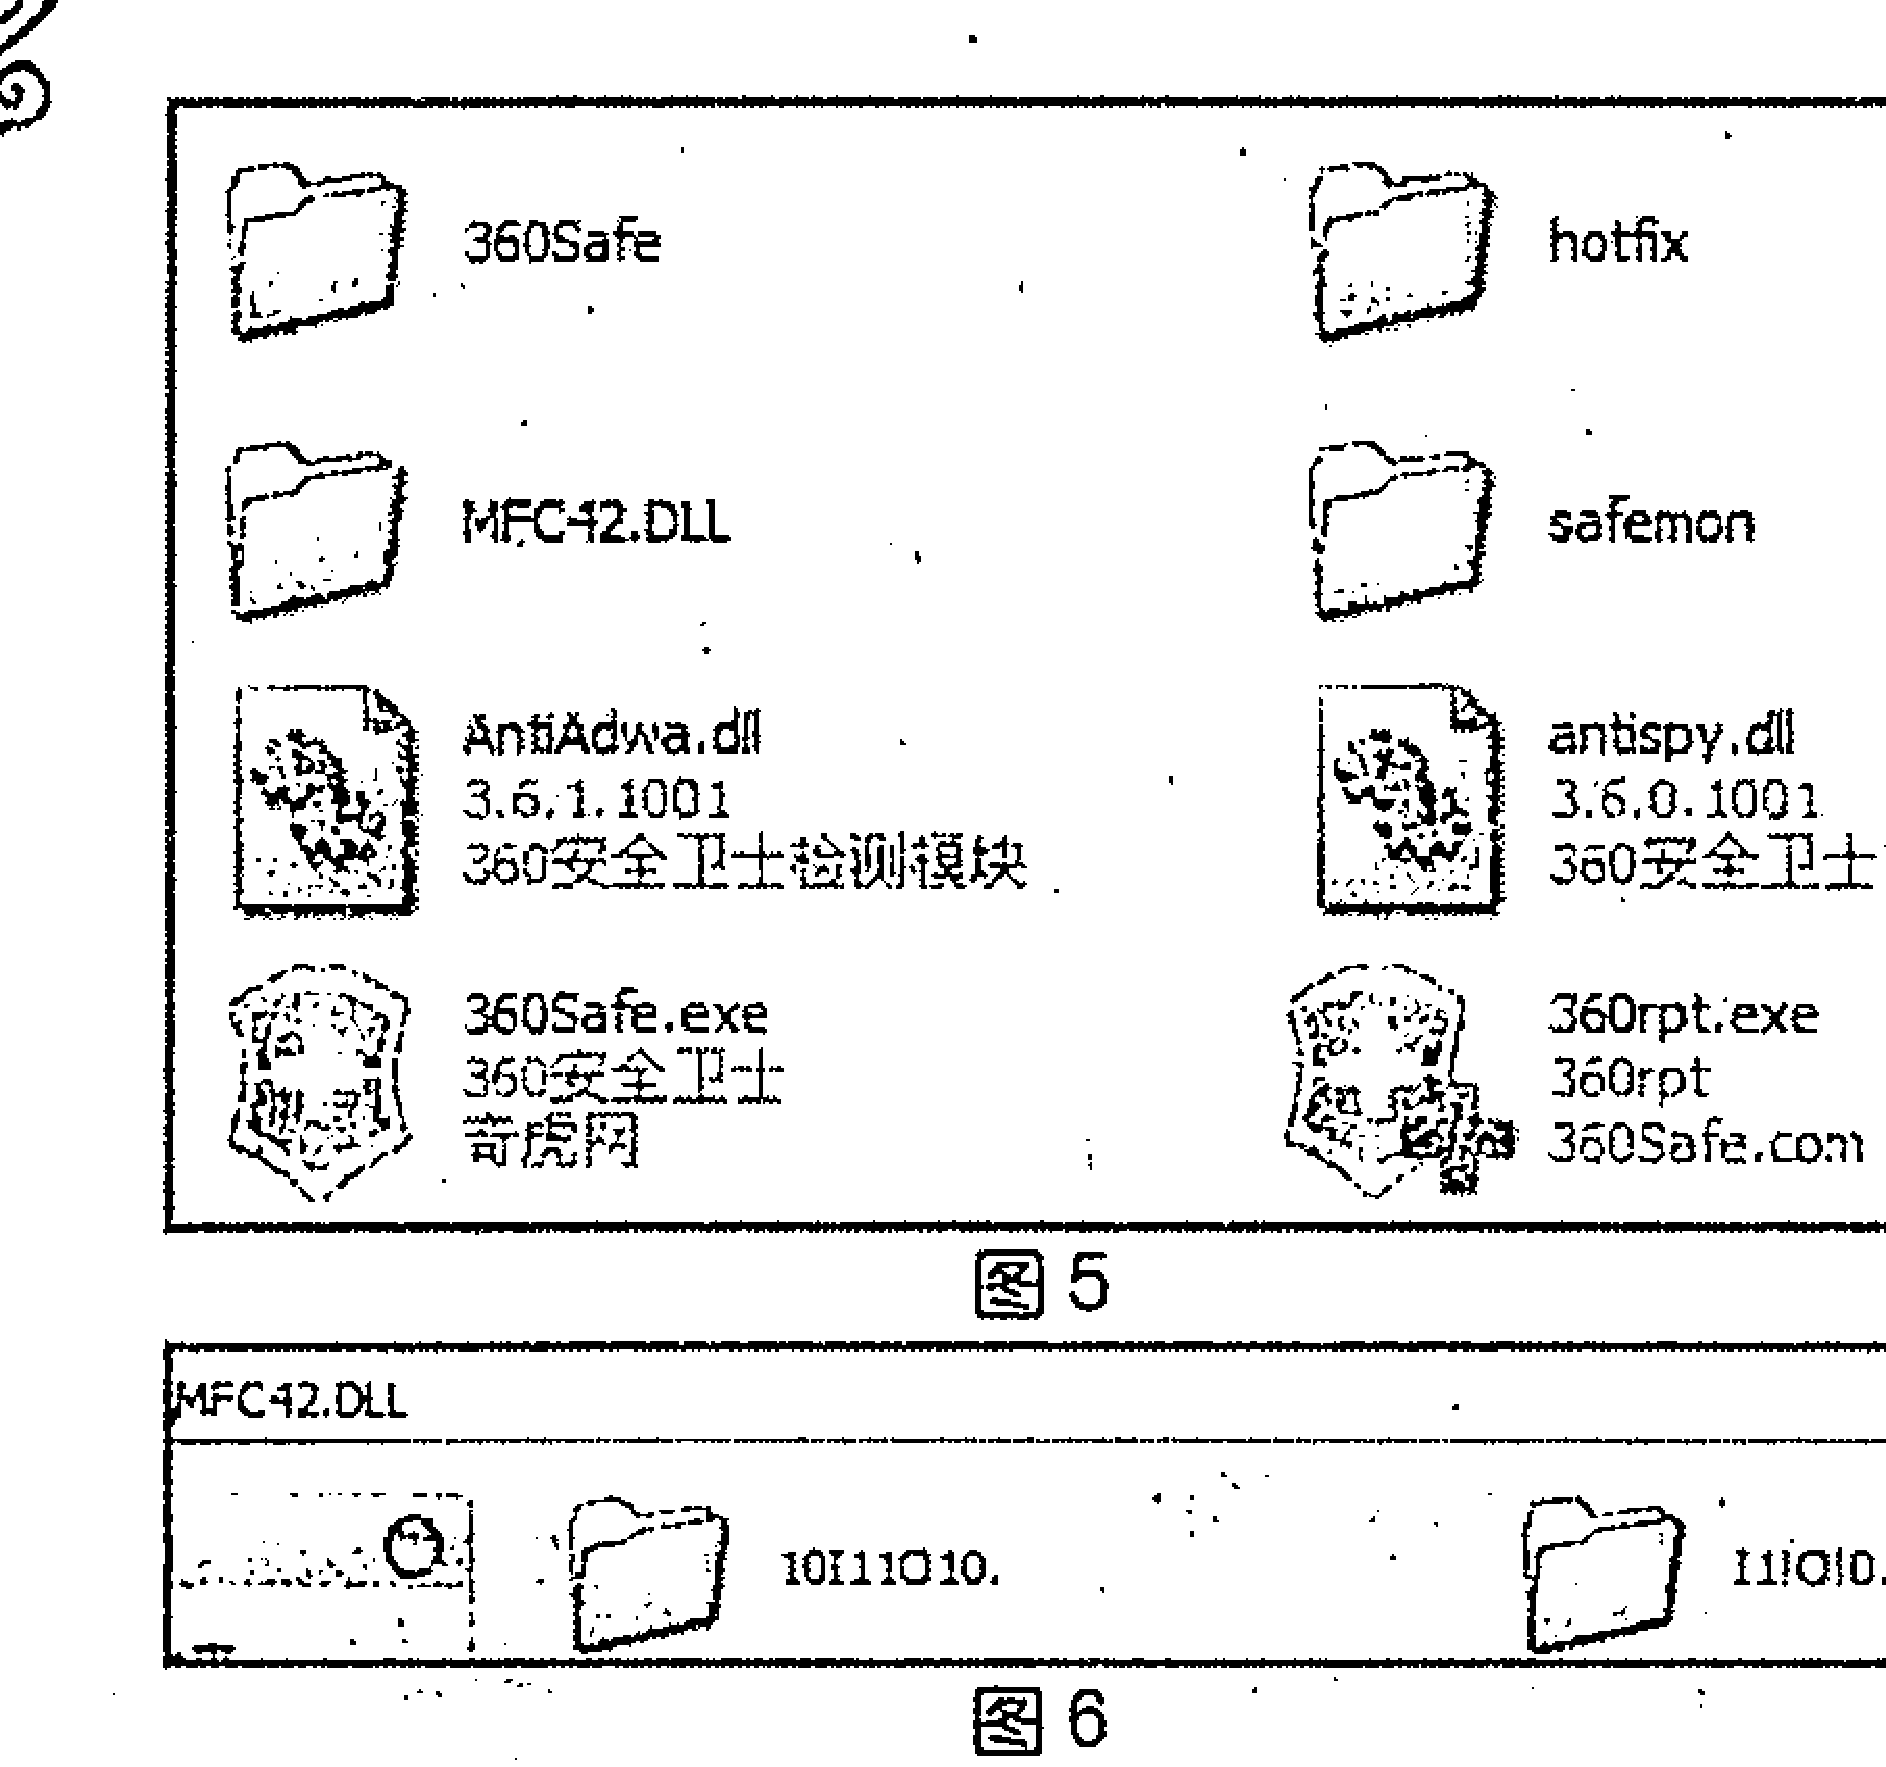 360Safe
hotfix
MFC42.DLL
safemon
AntiAdwa.dll
3.6.1.1001
360安全卫士检测模块
antispy.dll
3.6.0.1001
360安全卫士
360Safe.exe
360安全卫士
奇虎网
360rpt.exe
360rpt
360Safe.com
图 5
MFC42.DLL
图 6